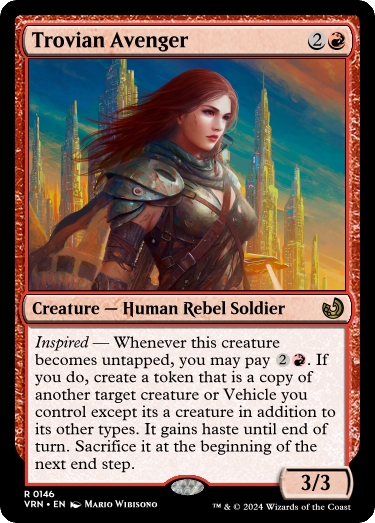 Trovian Avenger 2
Creature — Human Rebel Soldier
Inspired — Whenever this creature
becomes untapped, you may pay 2 . If
you do, create a token that is a copy of
another target creature or Vehicle you
control except its a creature in addition to
its other types. It gains haste until end of
turn. Sacrifice it at the beginning of the
next end step.
3/3
R 0146
VRN • EN Mario Wibisono
™ & © 2024 Wizards of the Coast